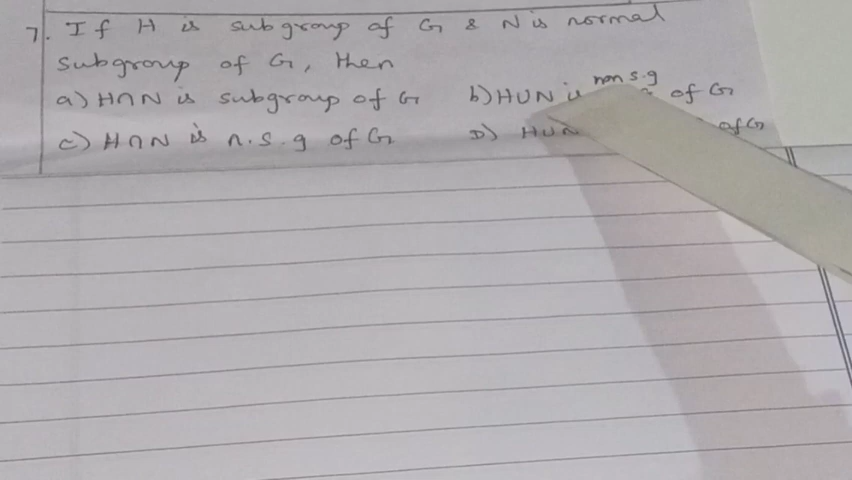 7. If H is subgroup of G & N is normal
subgroup of G, then
a) H∩N is subgroup of G b) H∪N is non s.g of G
c) H∩N is n.s.g of G D) H∪N of G